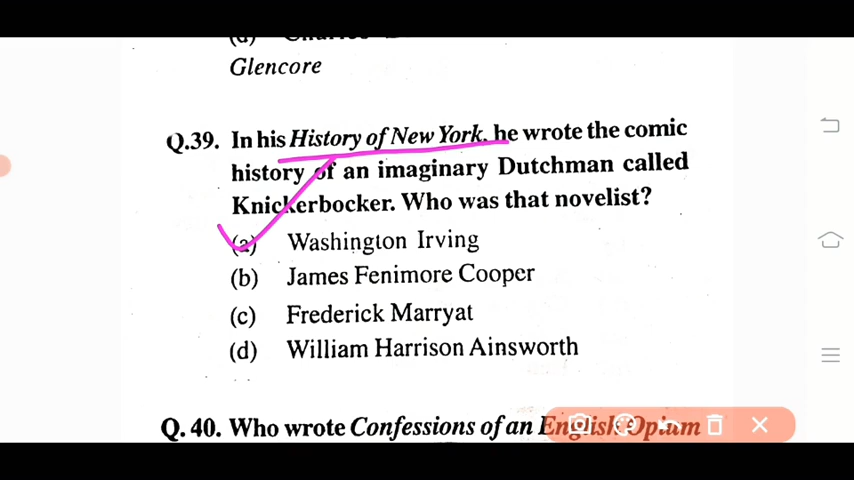 Glencore
Q.39. In his History of New York, he wrote the comic
history of an imaginary Dutchman called
Knickerbocker. Who was that novelist?
(a) Washington Irving
(b) James Fenimore Cooper
(c) Frederick Marryat
(d) William Harrison Ainsworth
Q. 40. Who wrote Confessions of an English Opium